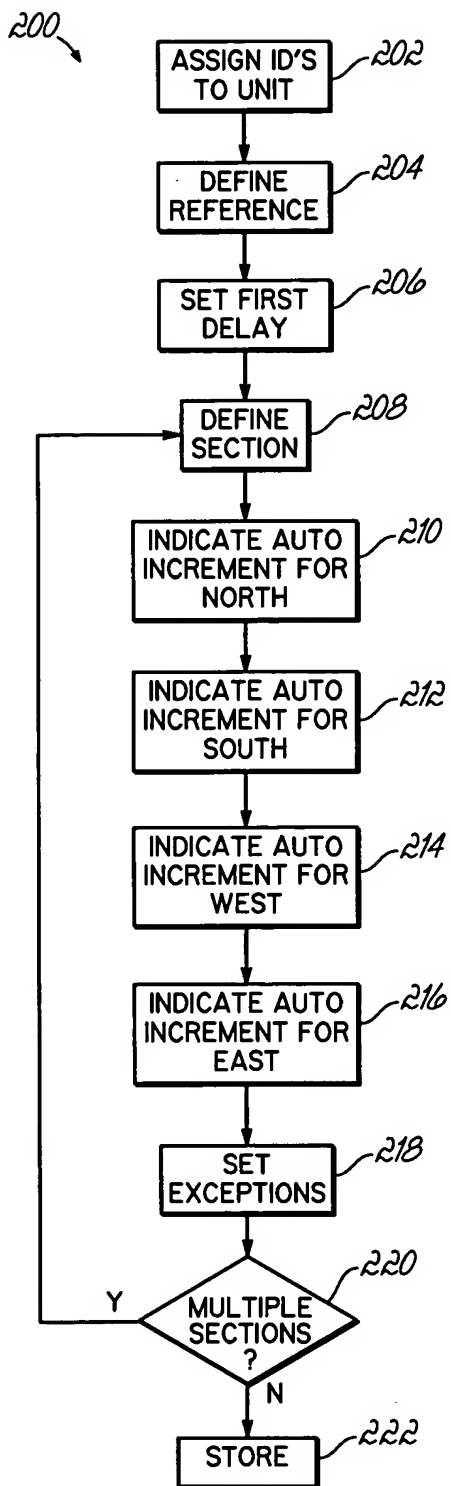 200
ASSIGN ID'S
TO UNIT
202
DEFINE
REFERENCE
204
SET FIRST
DELAY
206
DEFINE
SECTION
208
INDICATE AUTO
INCREMENT FOR
NORTH
210
INDICATE AUTO
INCREMENT FOR
SOUTH
212
INDICATE AUTO
INCREMENT FOR
WEST
214
INDICATE AUTO
INCREMENT FOR
EAST
216
SET
EXCEPTIONS
218
MULTIPLE
SECTIONS
?
220
Y
N
STORE
222